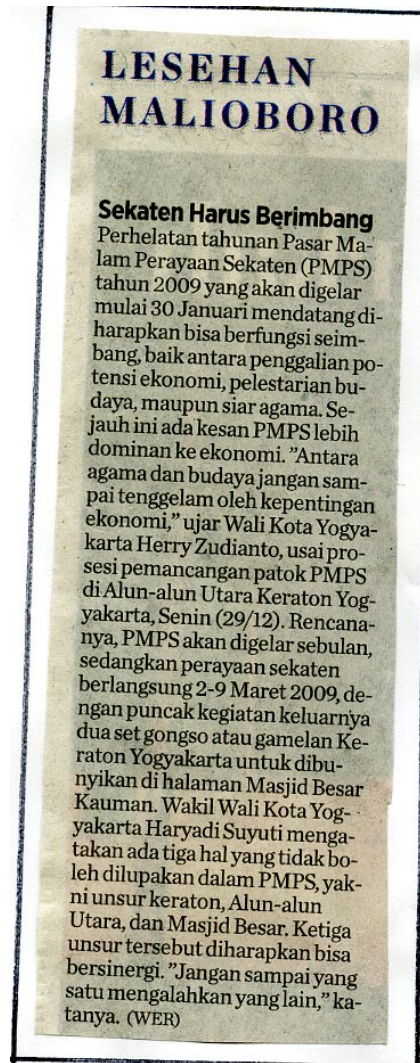 LESEHAN
MALIOBORO
Sekaten Harus Berimbang
Perhelatan tahunan Pasar Ma-
lam Perayaan Sekaten (PMPS)
tahun 2009 yang akan digelar
mulai 30 Januari mendatang di-
harapkan bisa berfungsi seim-
bang, baik antara penggalian po-
tensi ekonomi, pelestarian bu-
daya, maupun siar agama. Se-
jauh ini ada kesan PMPS lebih
dominan ke ekonomi. "Antara
agama dan budaya jangan sam-
pai tenggelam oleh kepentingan
ekonomi," ujar Wali Kota Yogya-
karta Herry Zudianto, usai pro-
sesi pemancangan patok PMPS
di Alun-alun Utara Keraton Yog-
yakarta, Senin (29/12). Rencana-
nya, PMPS akan digelar sebulan,
sedangkan perayaan sekaten
berlangsung 2-9 Maret 2009, de-
ngan puncak kegiatan keluarnya
dua set gongso atau gamelan Ke-
raton Yogyakarta untuk dibu-
nyikan di halaman Masjid Besar
Kauman. Wakil Wali Kota Yog-
yakarta Haryadi Suyuti menga-
takan ada tiga hal yang tidak bo-
leh dilupakan dalam PMPS, yak-
ni unsur keraton, Alun-alun
Utara, dan Masjid Besar. Ketiga
unsur tersebut diharapkan bisa
bersinergi. "Jangan sampai yang
satu mengalahkan yang lain," ka-
tanya. (WER)